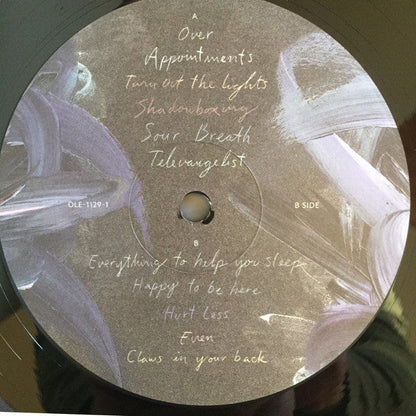 A
Over
Appointments
Turn Out the lights
Shadowboxing
Sour Breath
Televangelist
OLE-1129-1
B SIDE
B
Everything to help you sleep
Happy to be here
Hurt Less
Even
Claws in your back